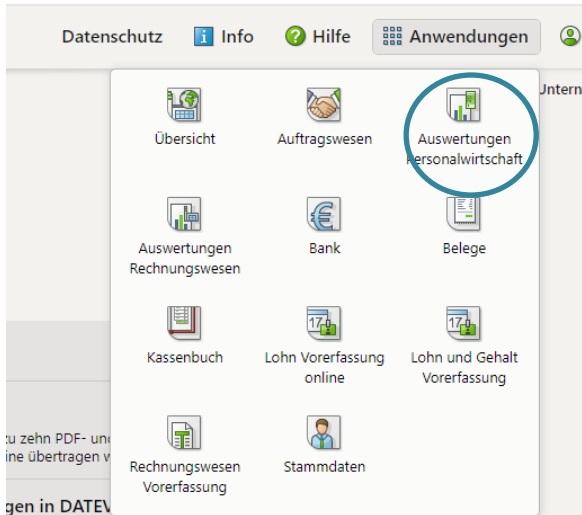 Datenschutz Info Hilfe Anwendungen
Untern
Übersicht Auftragswesen Auswertungen
Personalwirtschaft
Auswertungen Bank Belege
Rechnungswesen
Kassenbuch Lohn Vorerfassung Lohn und Gehalt
online Vorerfassung
zu zehn PDF- und
ine übertragen w
Rechnungswesen Stammdaten
Vorerfassung
gen in DATEV